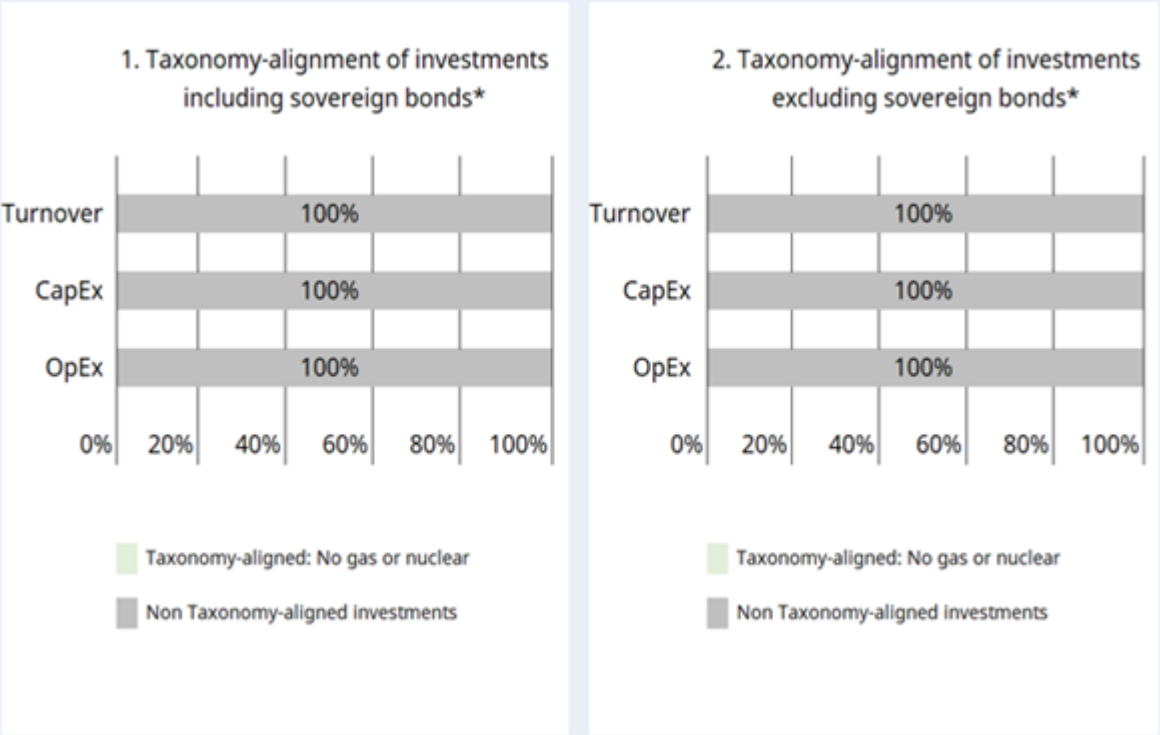 1. Taxonomy-alignment of investments
including sovereign bonds*
Turnover 100%
CapEx 100%
OpEx 100%
0% 20% 40% 60% 80% 100%
Taxonomy-aligned: No gas or nuclear
Non Taxonomy-aligned investments
2. Taxonomy-alignment of investments
excluding sovereign bonds*
Turnover 100%
CapEx 100%
OpEx 100%
0% 20% 40% 60% 80% 100%
Taxonomy-aligned: No gas or nuclear
Non Taxonomy-aligned investments